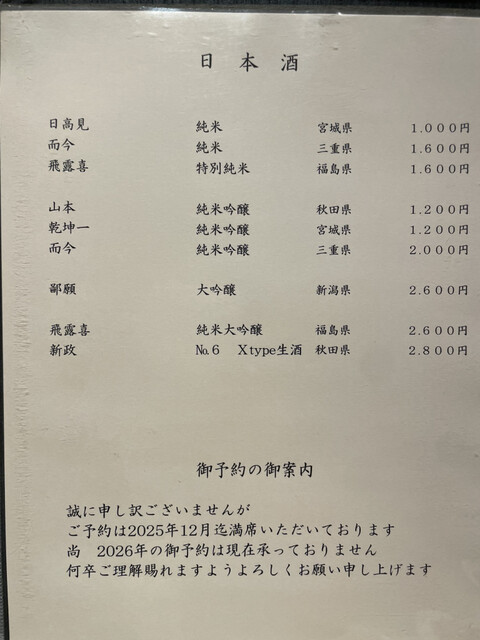 日本酒
日高見 純米 宮城県 1.000円
而今 純米 三重県 1.600円
飛露喜 特別純米 福島県 1.600円
山本 純米吟醸 秋田県 1.200円
乾坤一 純米吟醸 宮城県 1.200円
而今 純米吟醸 三重県 2.000円
鄙願 大吟醸 新潟県 2.600円
飛露喜 純米大吟醸 福島県 2.600円
新政 №6 Xtype生酒 秋田県 2.800円
御予約の御案内
誠に申し訳ございませんが
ご予約は2025年12月迄満席いただいております
尚 2026年の御予約は現在承っておりません
何卒ご理解賜れますようよろしくお願い申し上げます